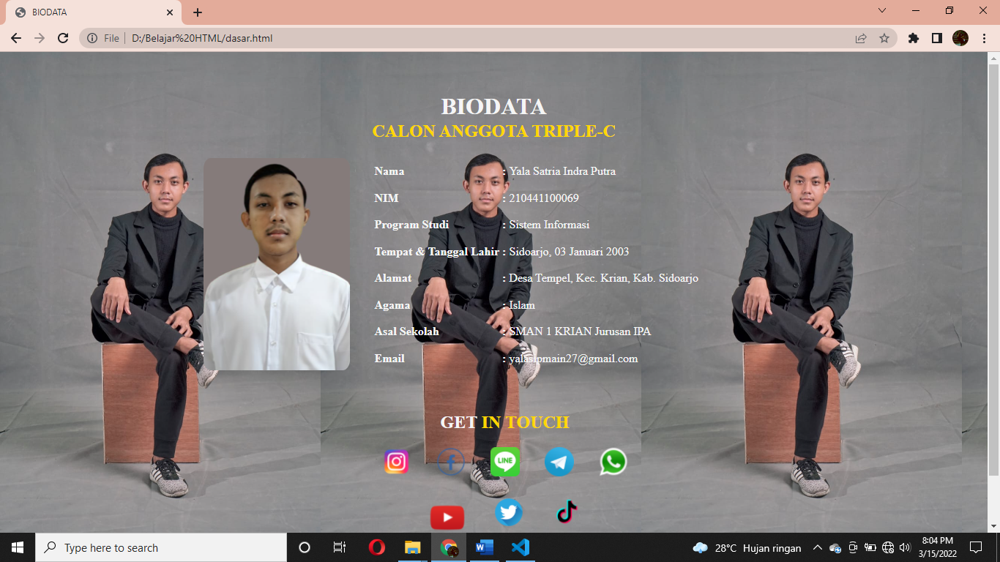 BIODATA
File D:/Belajar%20HTML/dasar.html
BIODATA
CALON ANGGOTA TRIPLE-C
Nama : Yala Satria Indra Putra
NIM : 210441100069
Program Studi : Sistem Informasi
Tempat & Tanggal Lahir : Sidoarjo, 03 Januari 2003
Alamat : Desa Tempel, Kec. Krian, Kab. Sidoarjo
Agama : Islam
Asal Sekolah : SMAN 1 KRIAN Jurusan IPA
Email : yalasipmain27@gmail.com
GET IN TOUCH
LINE
Type here to search
28°C Hujan ringan
8:04 PM
3/15/2022